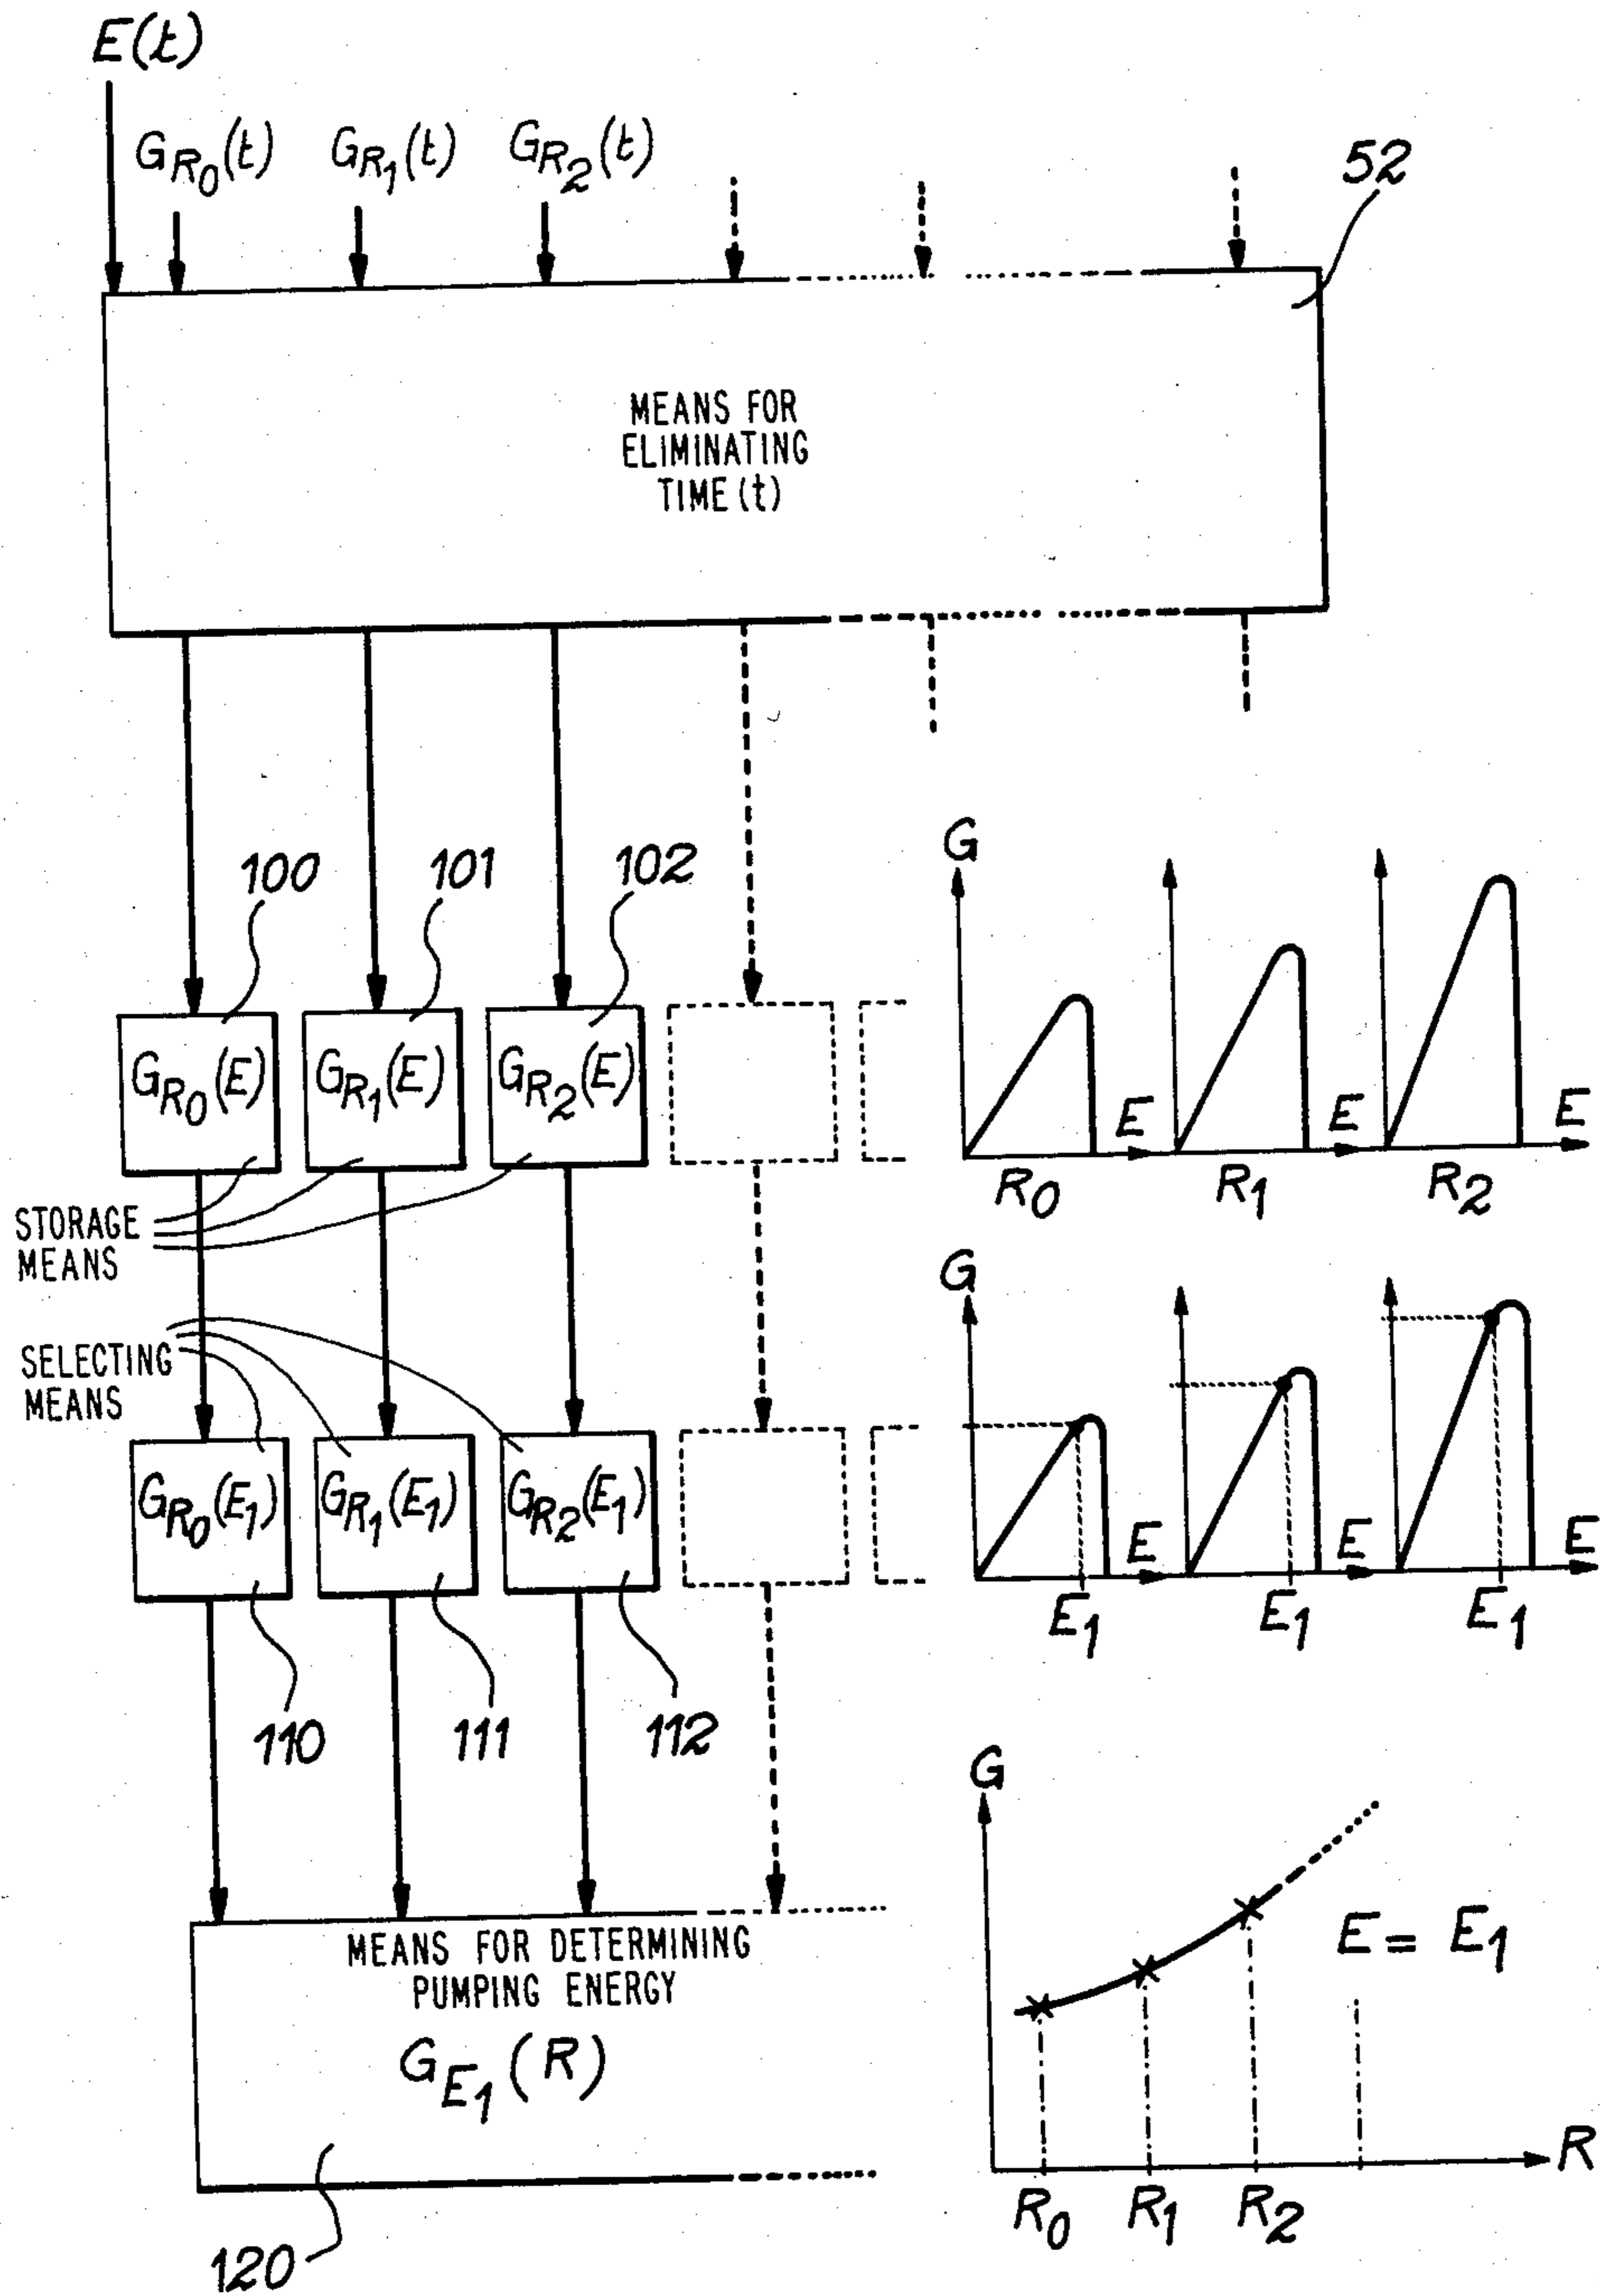 E(t)
G_R0(t) G_R1(t) G_R2(t)
52
MEANS FOR
ELIMINATING
TIME (t)
100 101 102
G_R0(E) G_R1(E) G_R2(E)
G
E E E
R0 R1 R2
STORAGE
MEANS
SELECTING
MEANS
G_R0(E1) G_R1(E1) G_R2(E1)
G
E E E
E1 E1 E1
110 111 112
MEANS FOR DETERMINING
PUMPING ENERGY
G_E1(R)
120
G
E = E1
R
R0 R1 R2